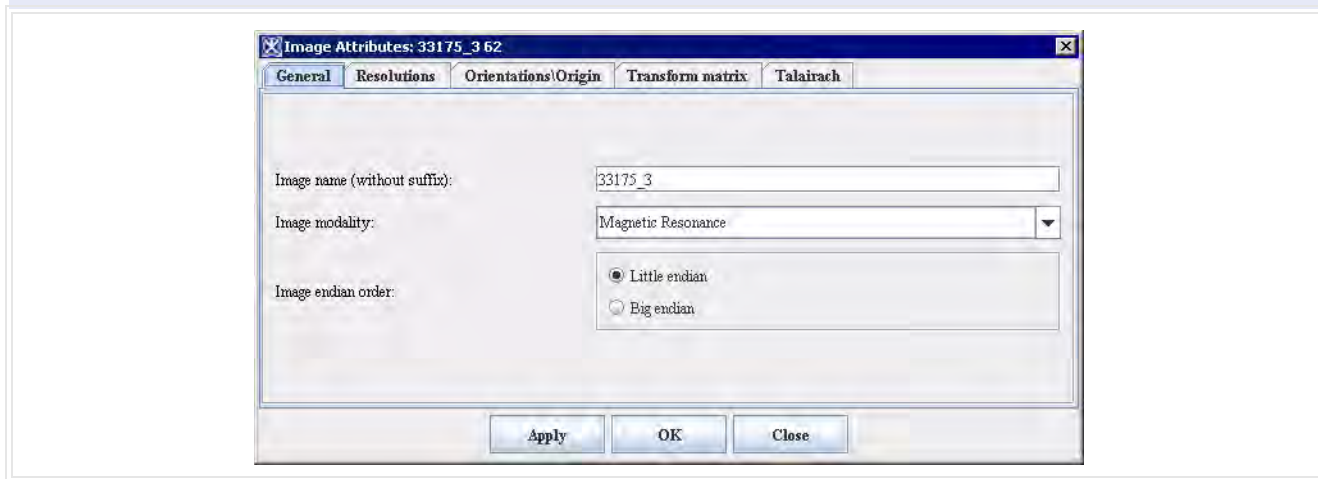 Image Attributes: 33175_3 62
General Resolutions Orientations\Origin Transform matrix Talairach
Image name (without suffix): 33175_3
Image modality: Magnetic Resonance
Image endian order:
Little endian
Big endian
Apply OK Close